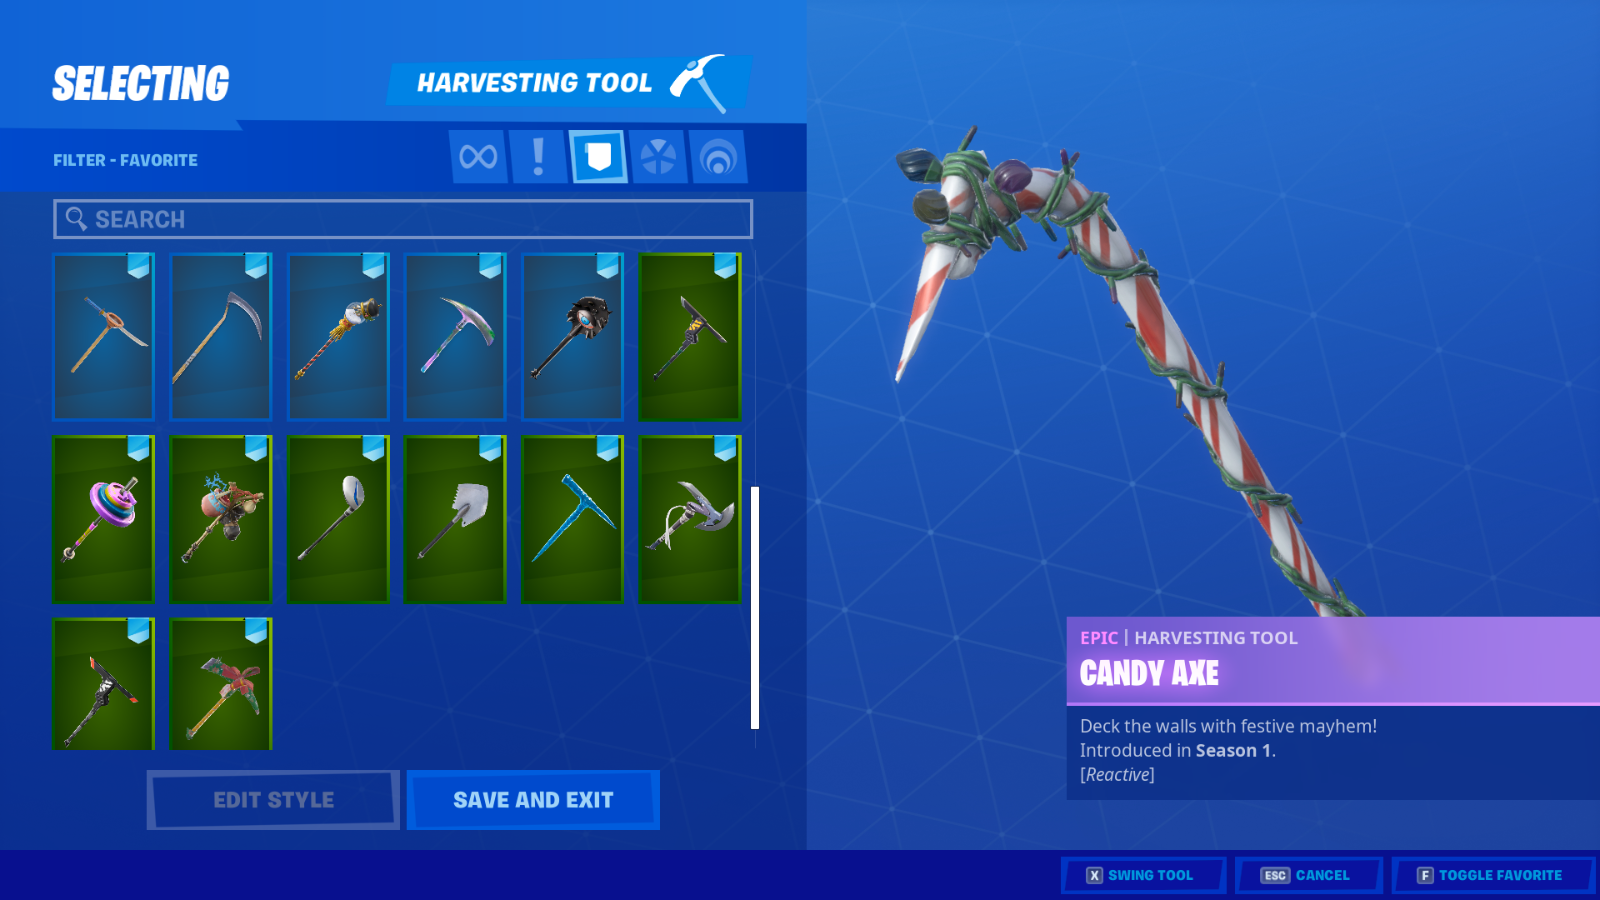 SELECTING
HARVESTING TOOL
FILTER - FAVORITE
SEARCH
EDIT STYLE
SAVE AND EXIT
EPIC | HARVESTING TOOL
CANDY AXE
Deck the walls with festive mayhem!
Introduced in Season 1.
[Reactive]
X SWING TOOL
ESC CANCEL
F TOGGLE FAVORITE